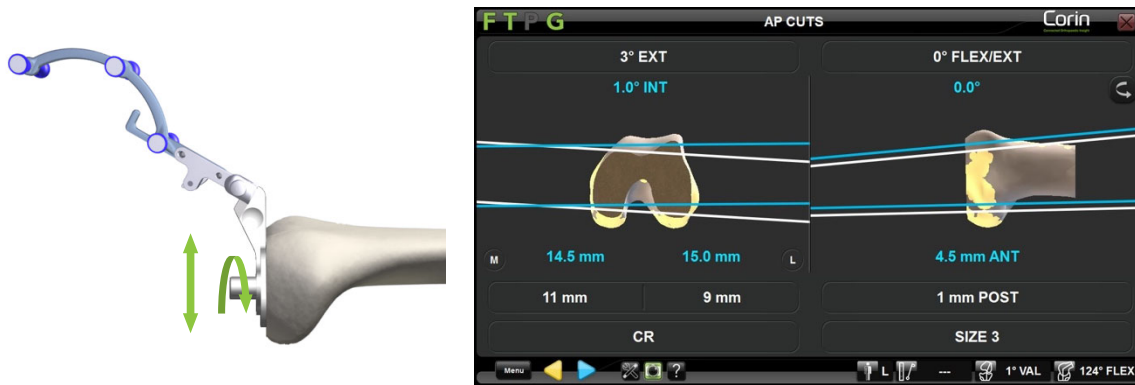 FTPG
AP CUTS
Corin
3° EXT
0° FLEX/EXT
1.0° INT
0.0°
M
14.5 mm
15.0 mm
L
4.5 mm ANT
11 mm
9 mm
1 mm POST
CR
SIZE 3
Menu
?
L
---
1° VAL
124° FLEX